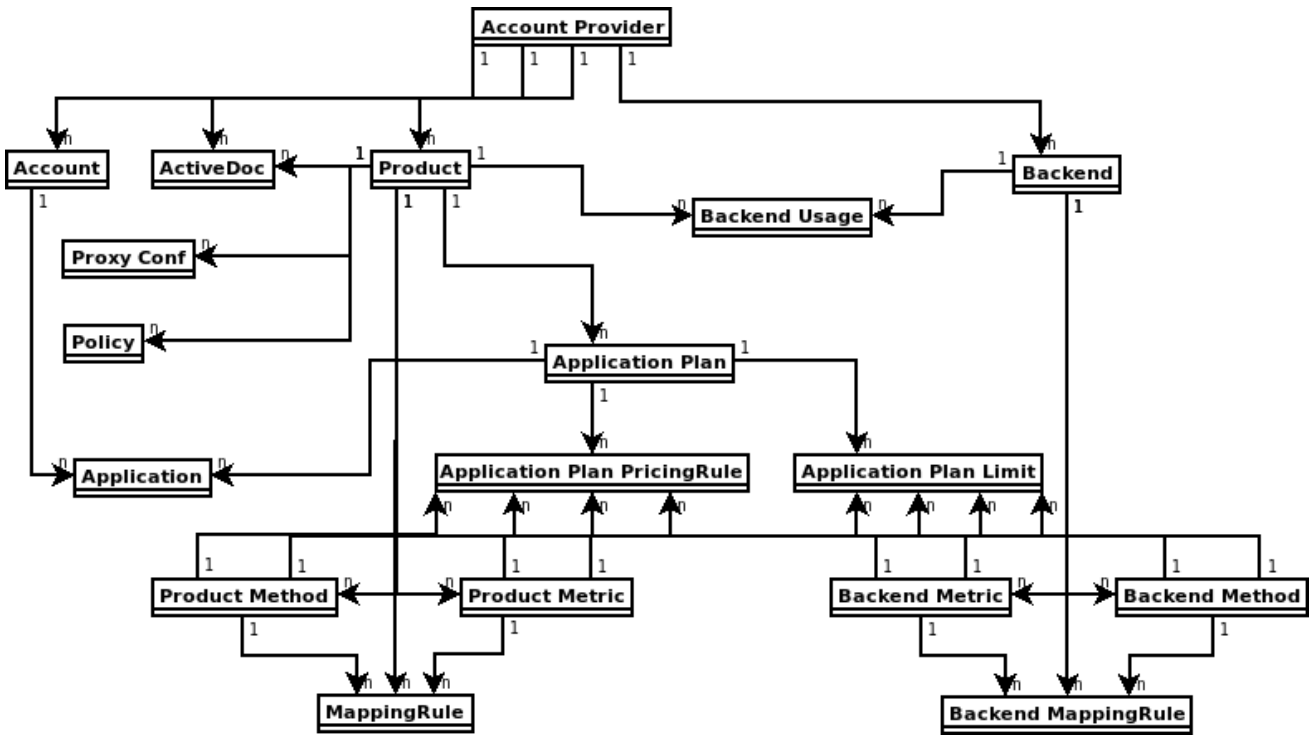 Account Provider
1 1 1 1
n n n n
Account ActiveDoc Product Backend
n 1 1 1
1 1 1 1
n n
Backend Usage
n
Proxy Conf
n
Policy
n
1 1
Application Plan
1
n n
Application Plan PricingRule Application Plan Limit
n n
Application
n n n n n n n n
1 1 1 1 1 1 1 1
n n n n
Product Method Product Metric Backend Metric Backend Method
1 1 1 1
n n n n n n
MappingRule Backend MappingRule